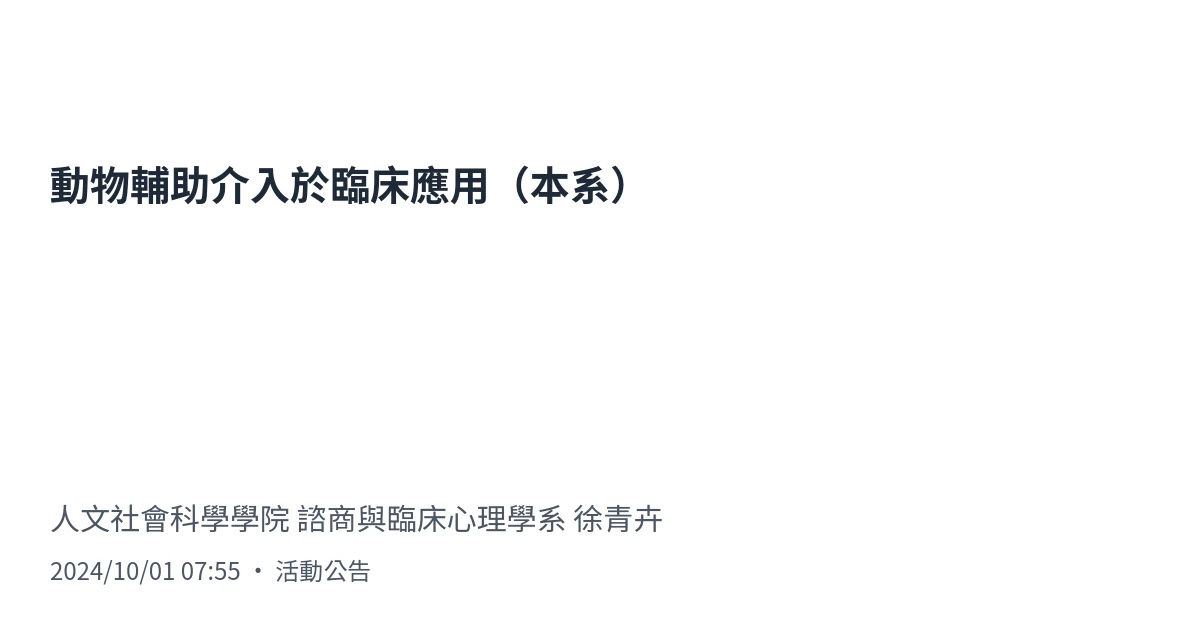 動物輔助介入於臨床應用（本系）
人文社會科學學院 諮商與臨床心理學系 徐青卉
2024/10/01 07:55 • 活動公告